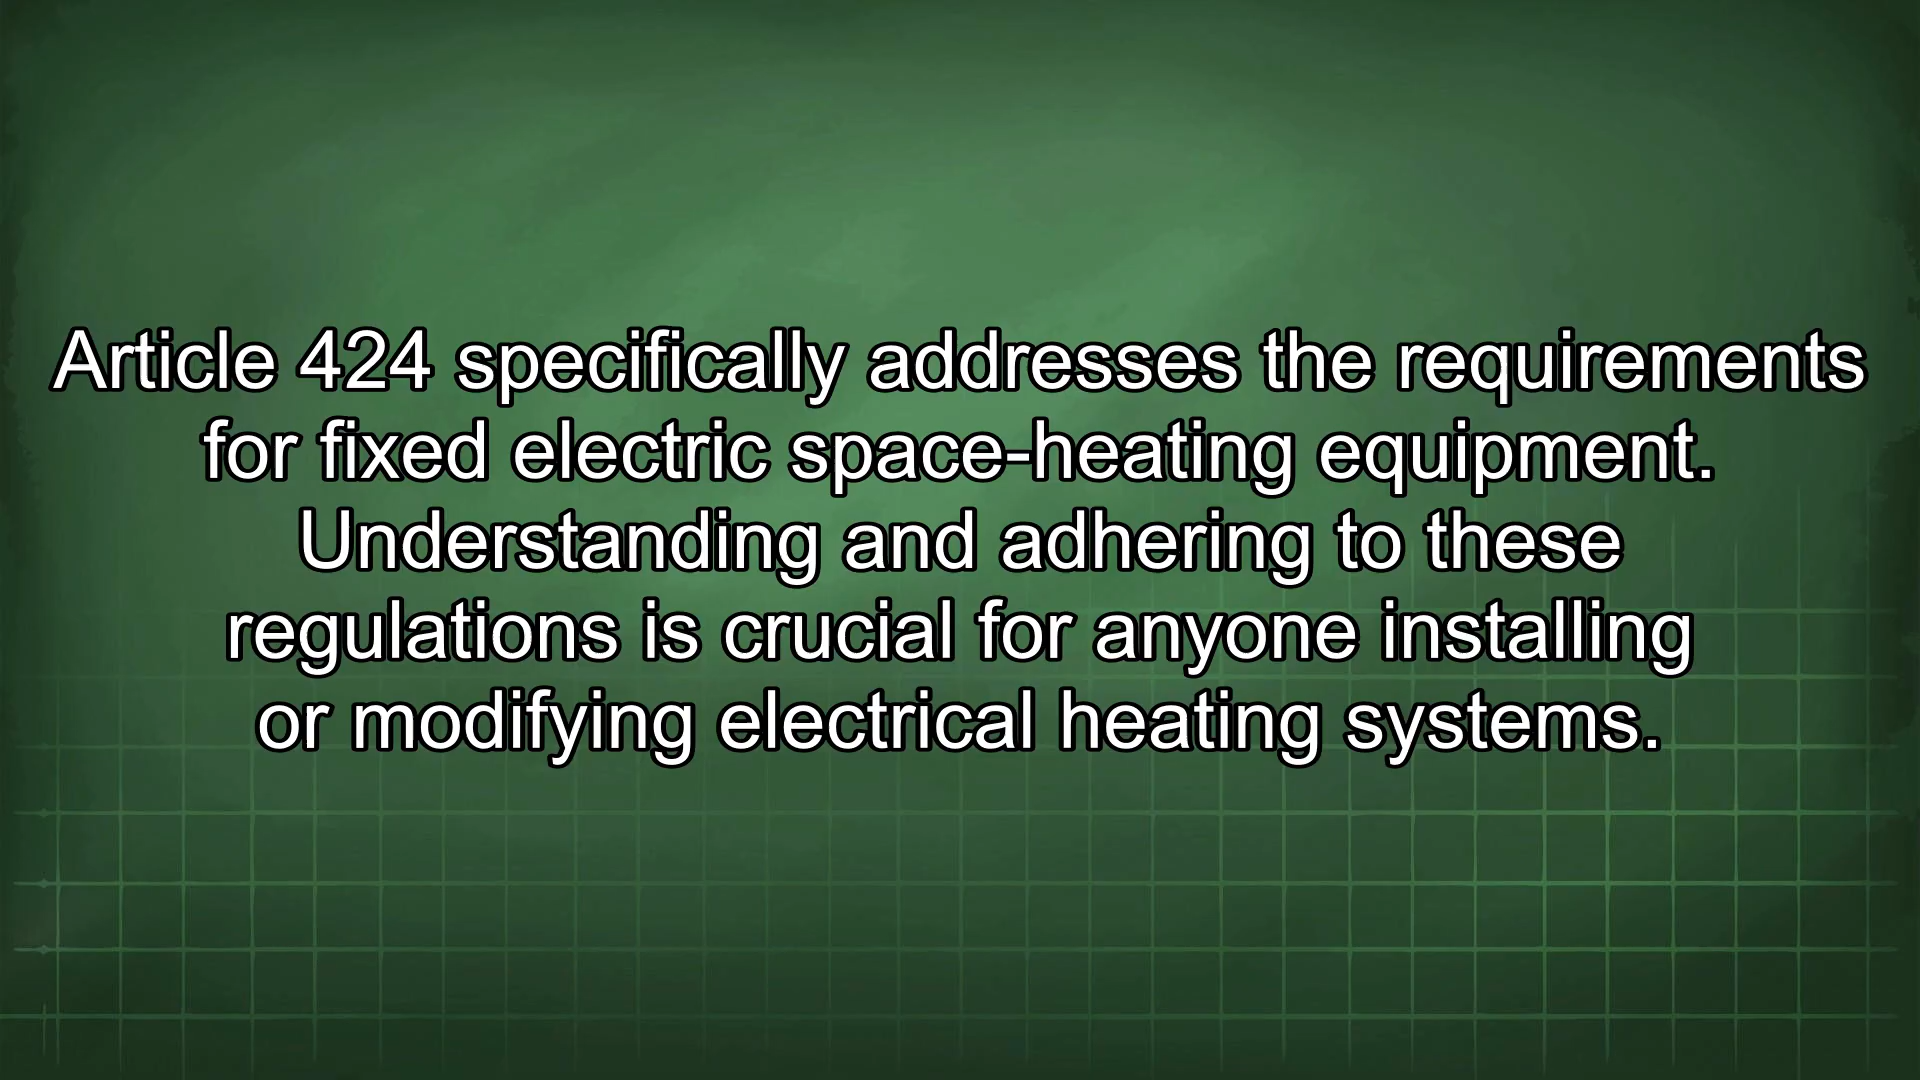 Article 424 specifically addresses the requirements
for fixed electric space-heating equipment.
Understanding and adhering to these
regulations is crucial for anyone installing
or modifying electrical heating systems.